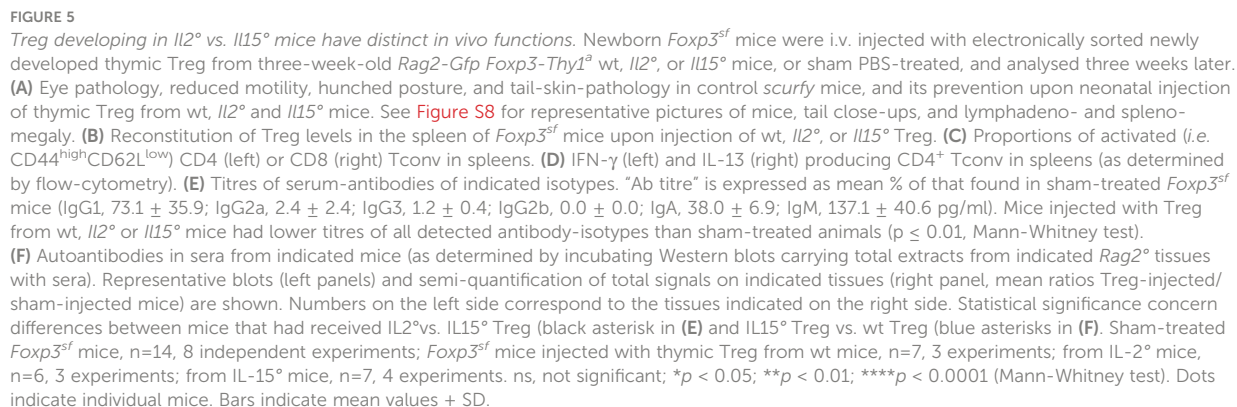 FIGURE 5
Treg developing in Il2° vs. Il15° mice have distinct in vivo functions. Newborn Foxp3sf mice were i.v. injected with electronically sorted newly
developed thymic Treg from three-week-old Rag2-Gfp Foxp3-Thy1a wt, Il2°, or Il15° mice, or sham PBS-treated, and analysed three weeks later.
(A) Eye pathology, reduced motility, hunched posture, and tail-skin-pathology in control scurfy mice, and its prevention upon neonatal injection
of thymic Treg from wt, Il2° and Il15° mice. See Figure S8 for representative pictures of mice, tail close-ups, and lymphadeno- and spleno-
megaly. (B) Reconstitution of Treg levels in the spleen of Foxp3sf mice upon injection of wt, Il2°, or Il15° Treg. (C) Proportions of activated (i.e.
CD44highCD62Llow) CD4 (left) or CD8 (right) Tconv in spleens. (D) IFN-γ (left) and IL-13 (right) producing CD4+ Tconv in spleens (as determined
by flow-cytometry). (E) Titres of serum-antibodies of indicated isotypes. "Ab titre" is expressed as mean % of that found in sham-treated Foxp3sf
mice (IgG1, 73.1 ± 35.9; IgG2a, 2.4 ± 2.4; IgG3, 1.2 ± 0.4; IgG2b, 0.0 ± 0.0; IgA, 38.0 ± 6.9; IgM, 137.1 ± 40.6 pg/ml). Mice injected with Treg
from wt, Il2° or Il15° mice had lower titres of all detected antibody-isotypes than sham-treated animals (p ≤ 0.01, Mann-Whitney test).
(F) Autoantibodies in sera from indicated mice (as determined by incubating Western blots carrying total extracts from indicated Rag2° tissues
with sera). Representative blots (left panels) and semi-quantification of total signals on indicated tissues (right panel, mean ratios Treg-injected/
sham-injected mice) are shown. Numbers on the left side correspond to the tissues indicated on the right side. Statistical significance concern
differences between mice that had received IL2°vs. IL15° Treg (black asterisk in (E) and IL15° Treg vs. wt Treg (blue asterisks in (F). Sham-treated
Foxp3sf mice, n=14, 8 independent experiments; Foxp3sf mice injected with thymic Treg from wt mice, n=7, 3 experiments; from IL-2° mice,
n=6, 3 experiments; from IL-15° mice, n=7, 4 experiments. ns, not significant; *p < 0.05; **p < 0.01; ****p < 0.0001 (Mann-Whitney test). Dots
indicate individual mice. Bars indicate mean values + SD.